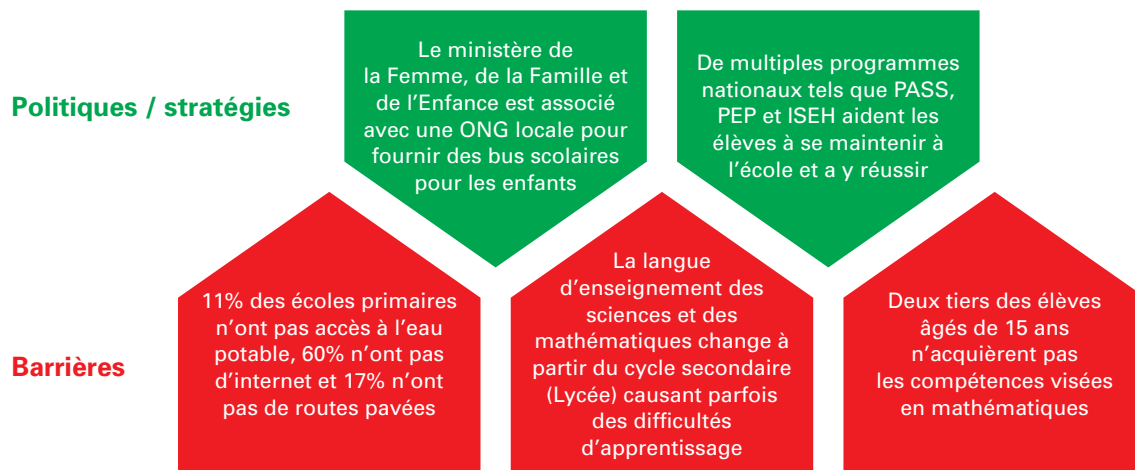 Politiques / stratégies
Le ministère de
la Femme, de la Famille et
de l'Enfance est associé
avec une ONG locale pour
fournir des bus scolaires
pour les enfants
De multiples programmes
nationaux tels que PASS,
PEP et ISEH aident les
élèves à se maintenir à
l'école et a y réussir
Barrières
11% des écoles primaires
n'ont pas accès à l'eau
potable, 60% n'ont pas
d'internet et 17% n'ont
pas de routes pavées
La langue
d'enseignement des
sciences et des
mathématiques change à
partir du cycle secondaire
(Lycée) causant parfois
des difficultés
d'apprentissage
Deux tiers des élèves
âgés de 15 ans
n'acquièrent pas
les compétences visées
en mathématiques